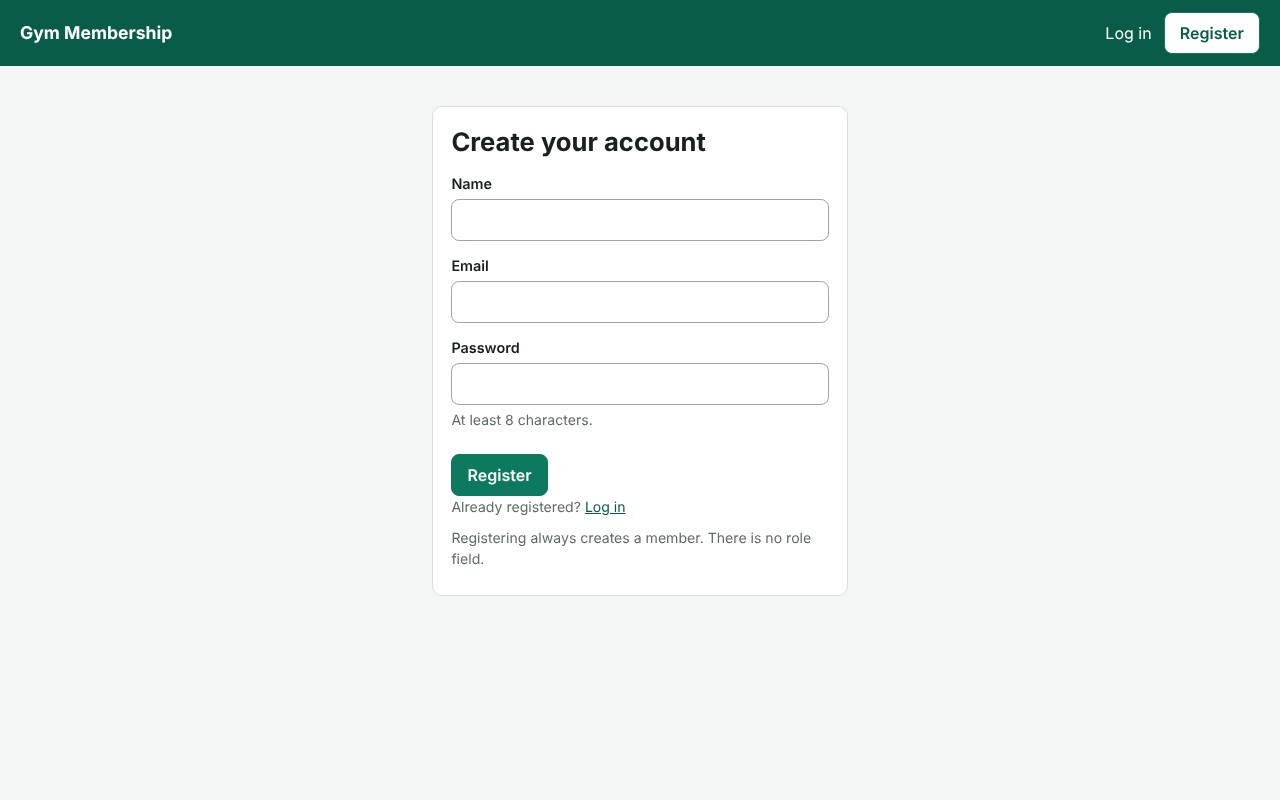 Gym Membership
Log in
Register
Create your account
Name
Email
Password
At least 8 characters.
Register
Already registered? Log in
Registering always creates a member. There is no role
field.